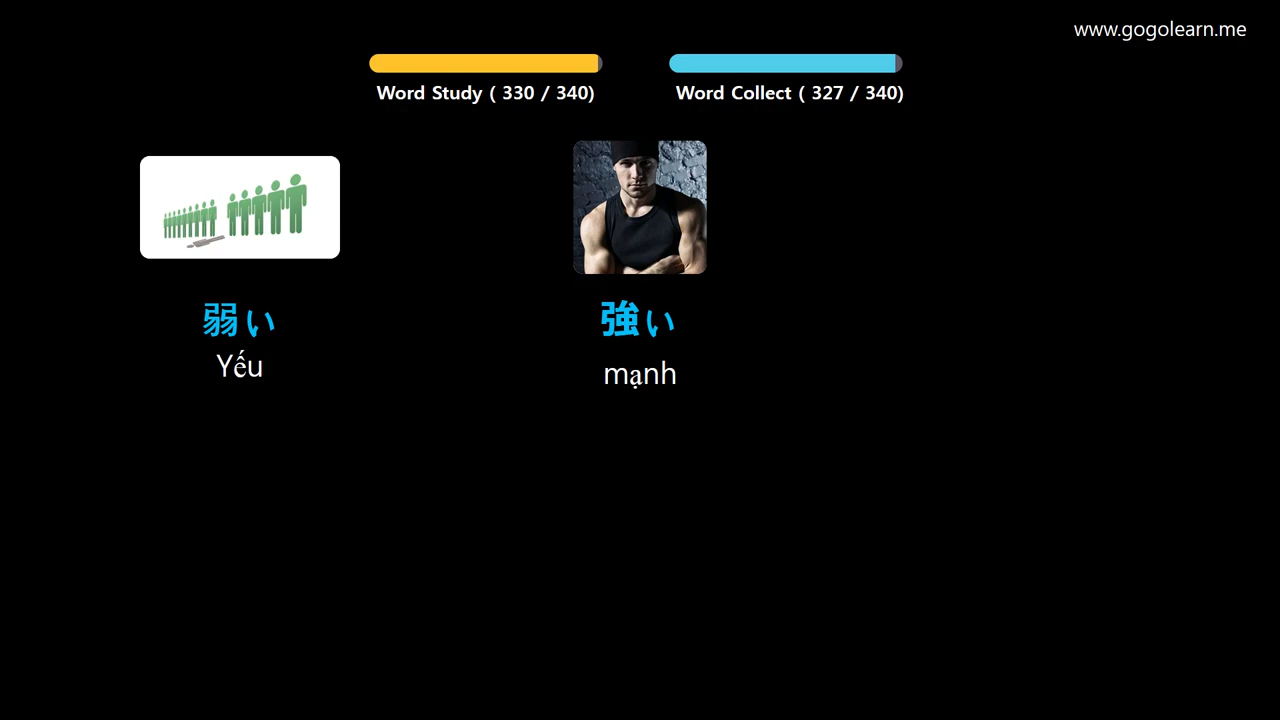 www.gogolearn.me
Word Study ( 330 / 340)
Word Collect ( 327 / 340)
弱い
Yếu
強い
mạnh